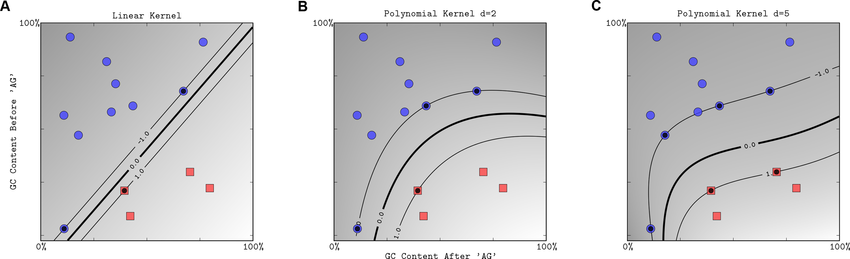 A
Linear Kernel
B
Polynomial Kernel d=2
C
Polynomial Kernel d=5
100%
100%
100%
GC Content Before 'AG'
-1.0
0.0
1.0
0.0
1.0
-1.0
0.0
1
0%
100%
0%
100%
0%
100%
GC Content After 'AG'